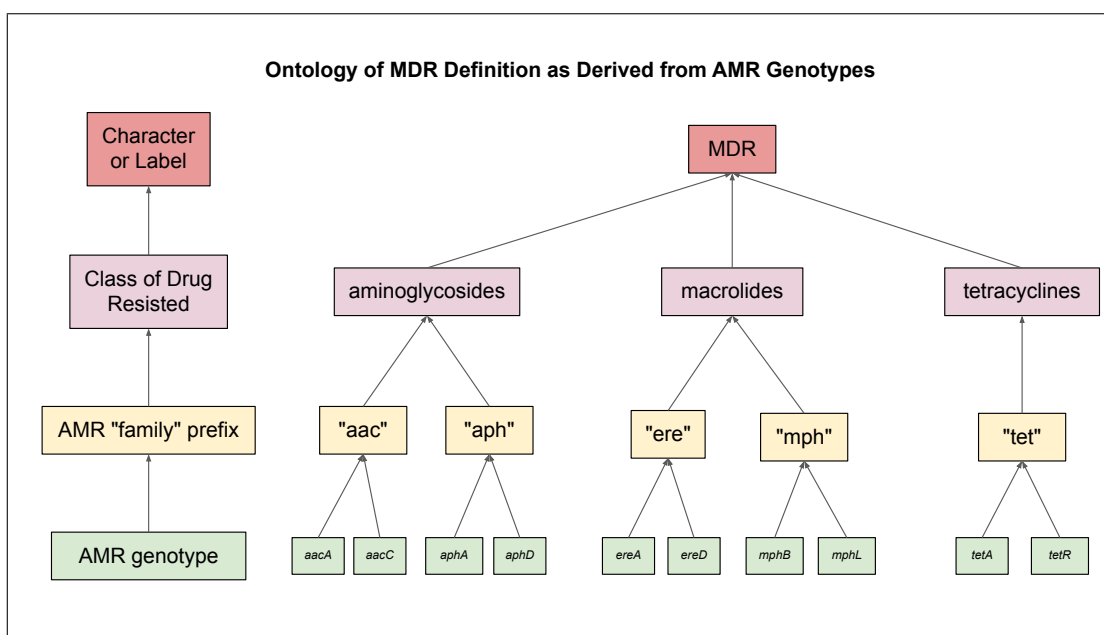 Ontology of MDR Definition as Derived from AMR Genotypes
Character
or Label
MDR
Class of Drug
Resisted
aminoglycosides
macrolides
tetracyclines
AMR "family" prefix
"aac"
"aph"
"ere"
"mph"
"tet"
AMR genotype
aacA
aacC
aphA
aphD
ereA
ereD
mphB
mphL
tetA
tetR